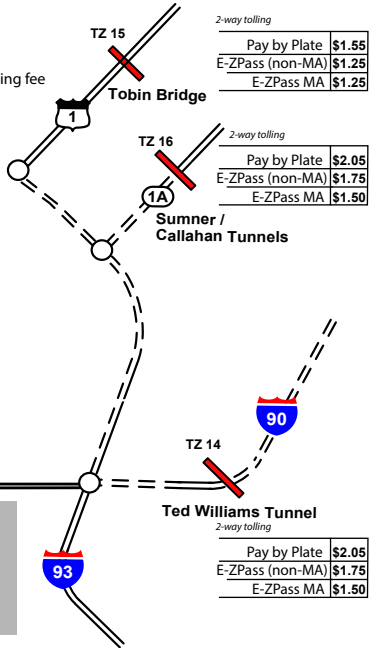 2-way tolling
TZ 15
Pay by Plate $1.55
E-ZPass (non-MA) $1.25
E-ZPass MA $1.25
ing fee
Tobin Bridge
1
2-way tolling
TZ 16
Pay by Plate $2.05
E-ZPass (non-MA) $1.75
E-ZPass MA $1.50
1A
Sumner /
Callahan Tunnels
90
TZ 14
Ted Williams Tunnel
2-way tolling
Pay by Plate $2.05
E-ZPass (non-MA) $1.75
E-ZPass MA $1.50
93